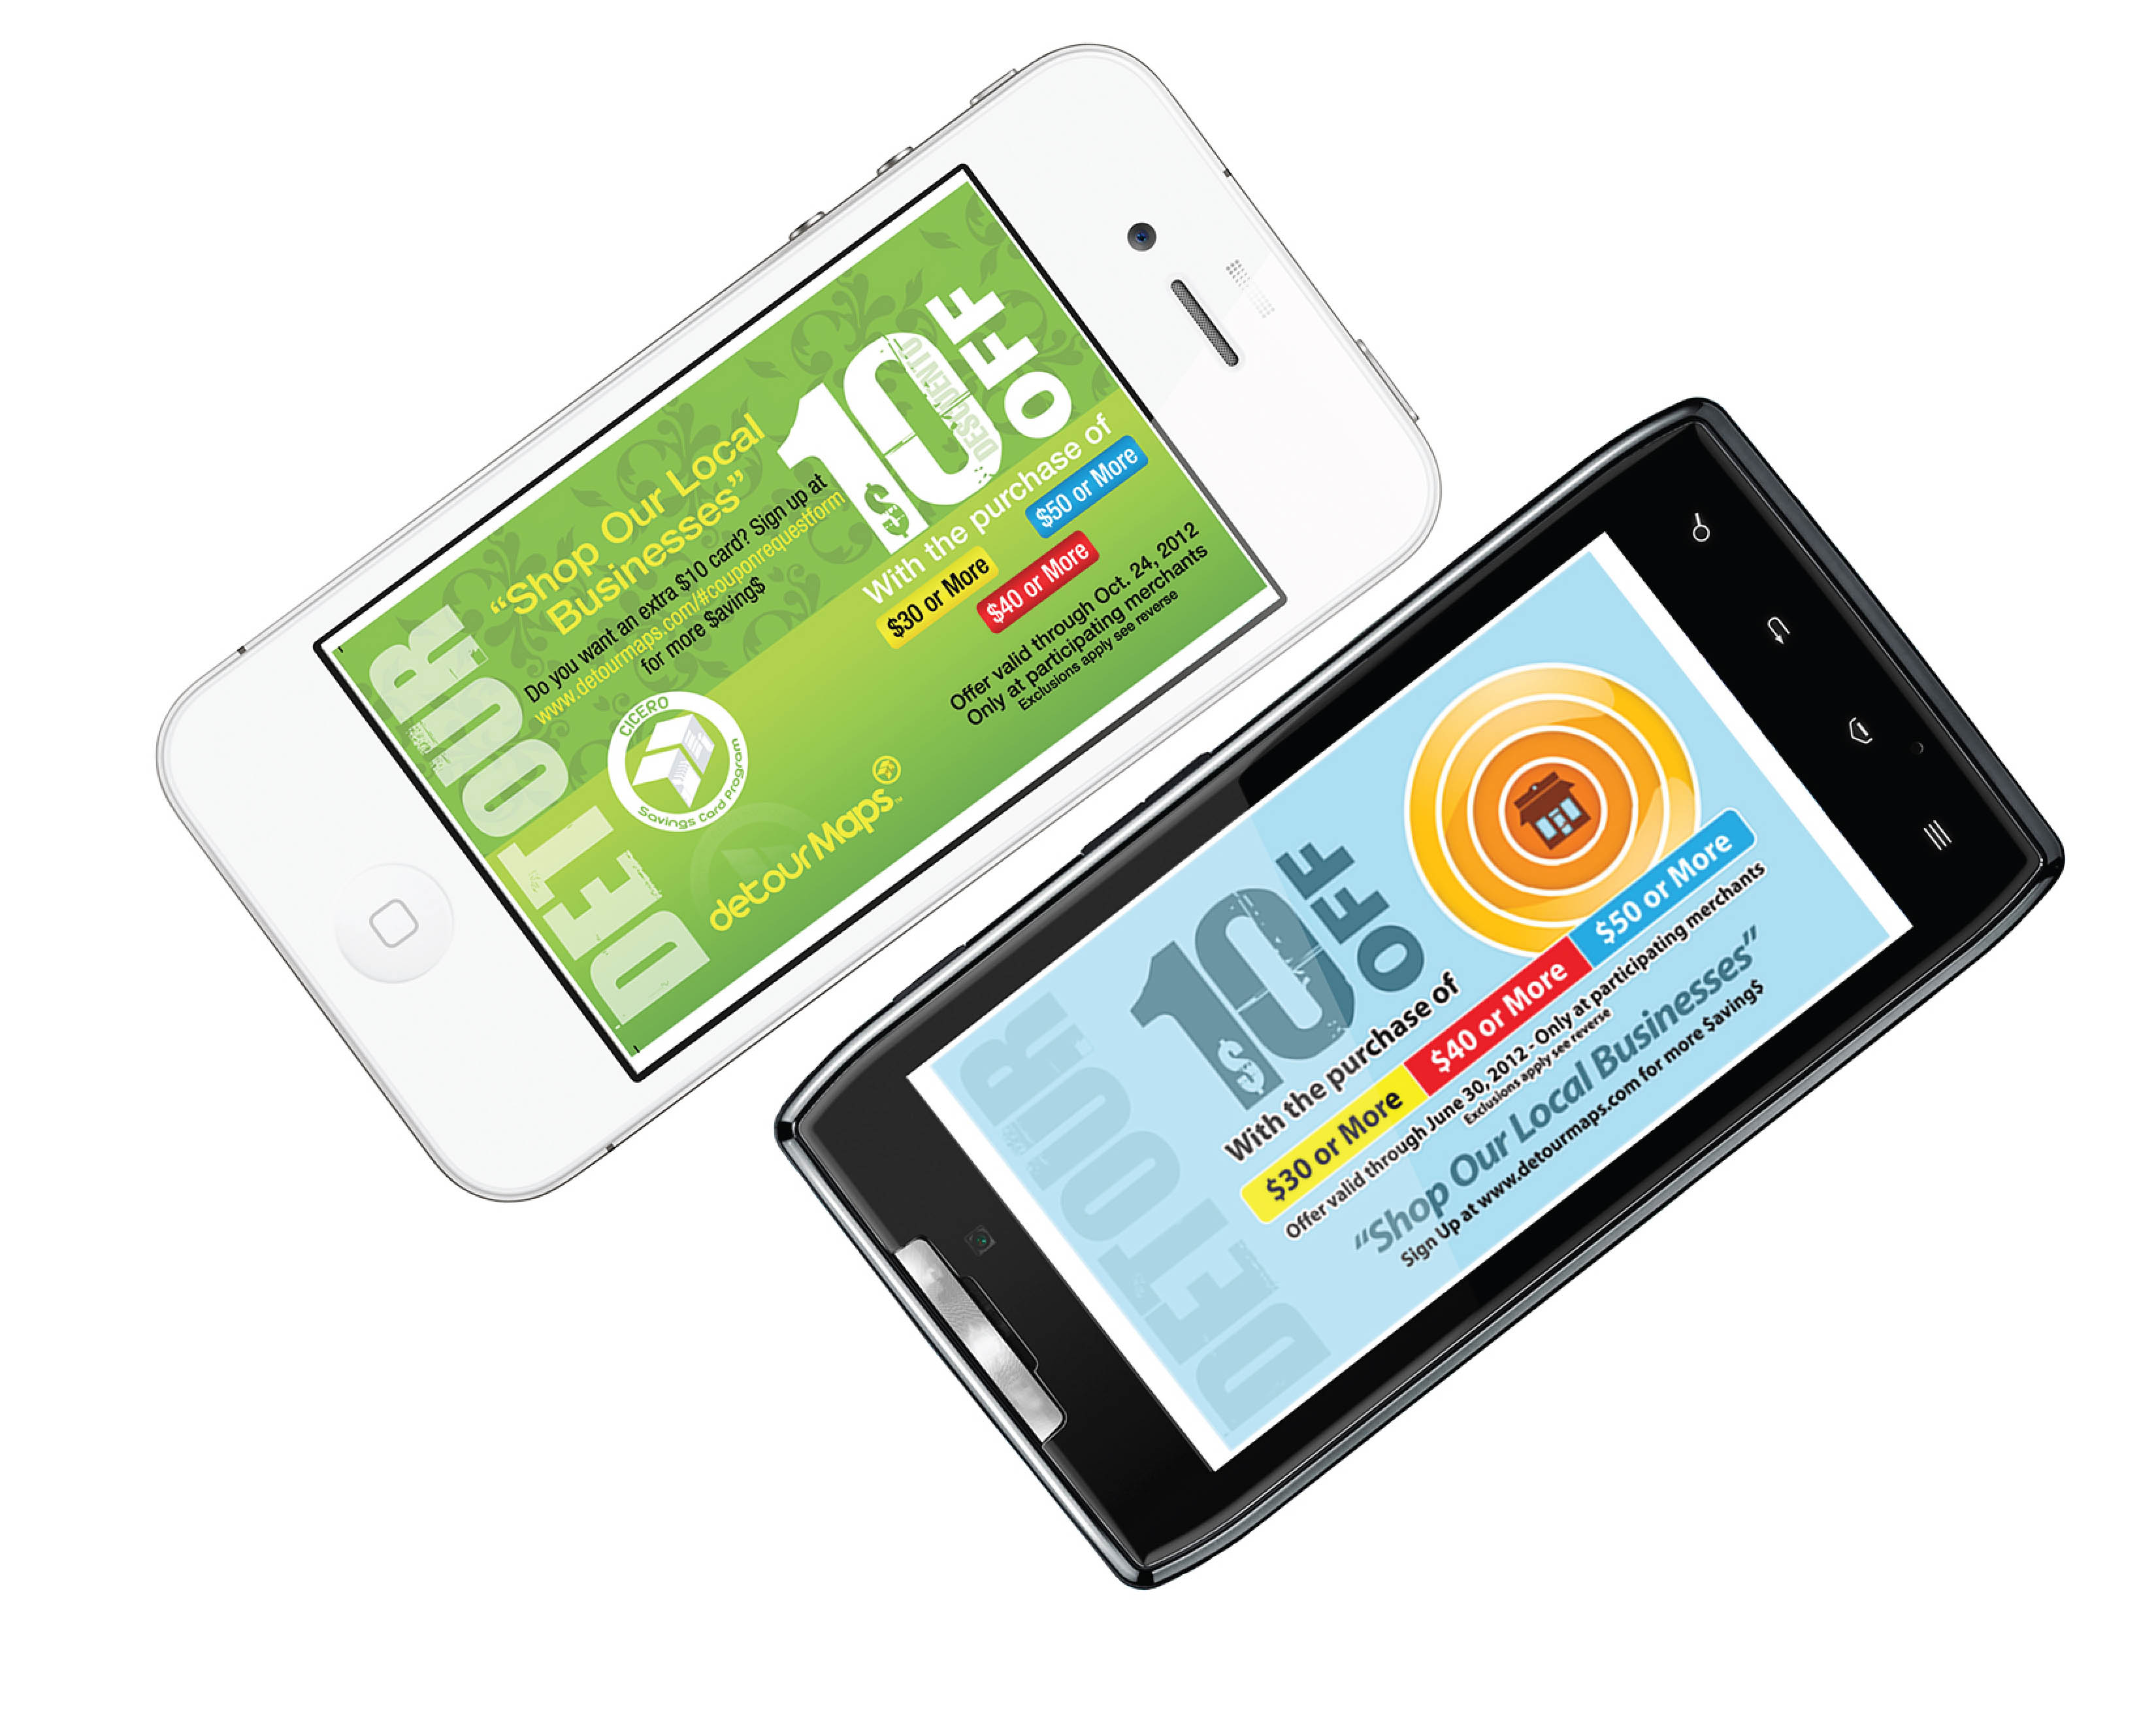 DETOUR
“Shop Our Local
Businesses”
Do you want an extra $10 card? Sign up at
www.detourmaps.com/#couponrequestform
for more $aving$
CICERO
Savings Card Program
detourMaps™
$10 OFF
DESCUENTO
With the purchase of
$30 or More
$40 or More
$50 or More
Offer valid through Oct. 24, 2012
Only at participating merchants
Exclusions apply see reverse
DETOUR
$10 OFF
With the purchase of
$30 or More $40 or More $50 or More
Offer valid through June 30, 2012 - Only at participating merchants
Exclusions apply see reverse
“Shop Our Local Businesses”
Sign Up at www.detourmaps.com for more $aving$